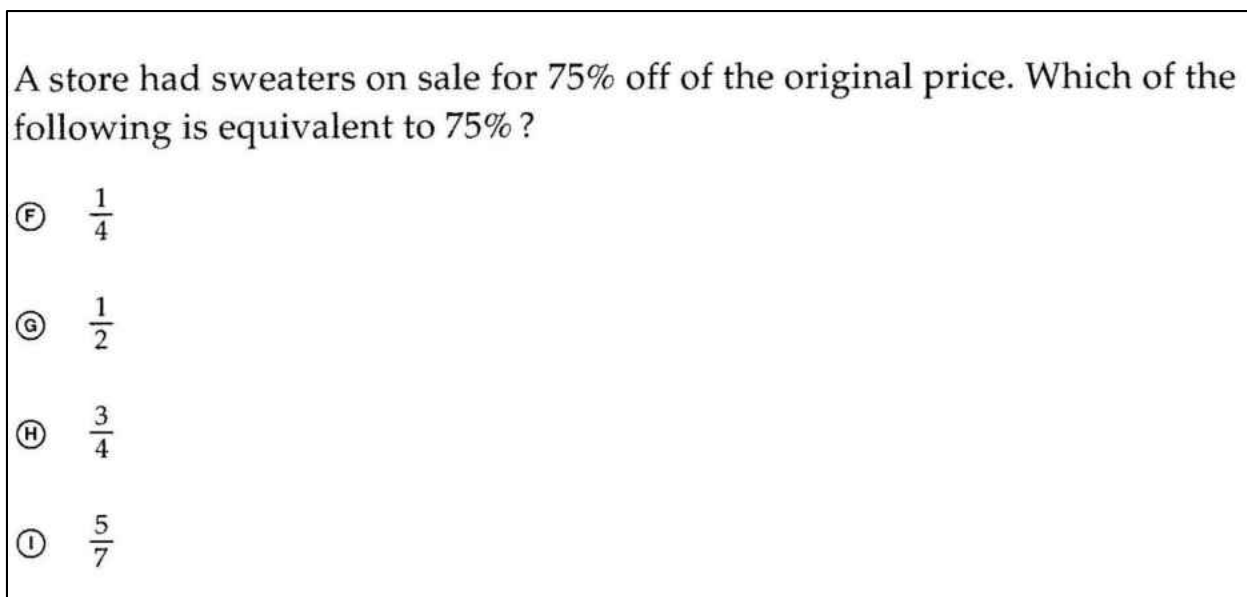 A store had sweaters on sale for 75% off of the original price. Which of the
following is equivalent to 75% ?
Ⓕ 1/4
Ⓖ 1/2
Ⓗ 3/4
Ⓘ 5/7